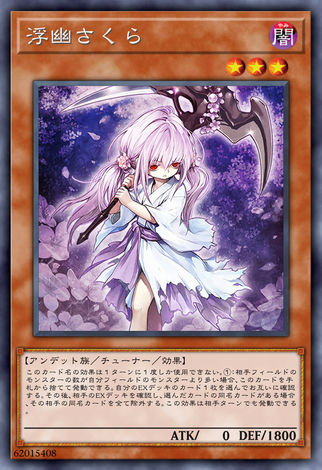 浮幽さくら
やみ
闇
【アンデット族／チューナー／効果】
このカード名の効果は１ターンに１度しか使用できない。①：相手フィールドの
モンスターの数が自分フィールドのモンスターより多い場合、このカードを手
札から捨てて発動できる。自分のEXデッキのカード１枚を選んでお互いに確認
する。その後、相手のEXデッキを確認し、選んだカードの同名カードがある場合
、その相手の同名カードを全て除外する。この効果は相手ターンでも発動できる
。
ATK/ 0 DEF/1800
62015408